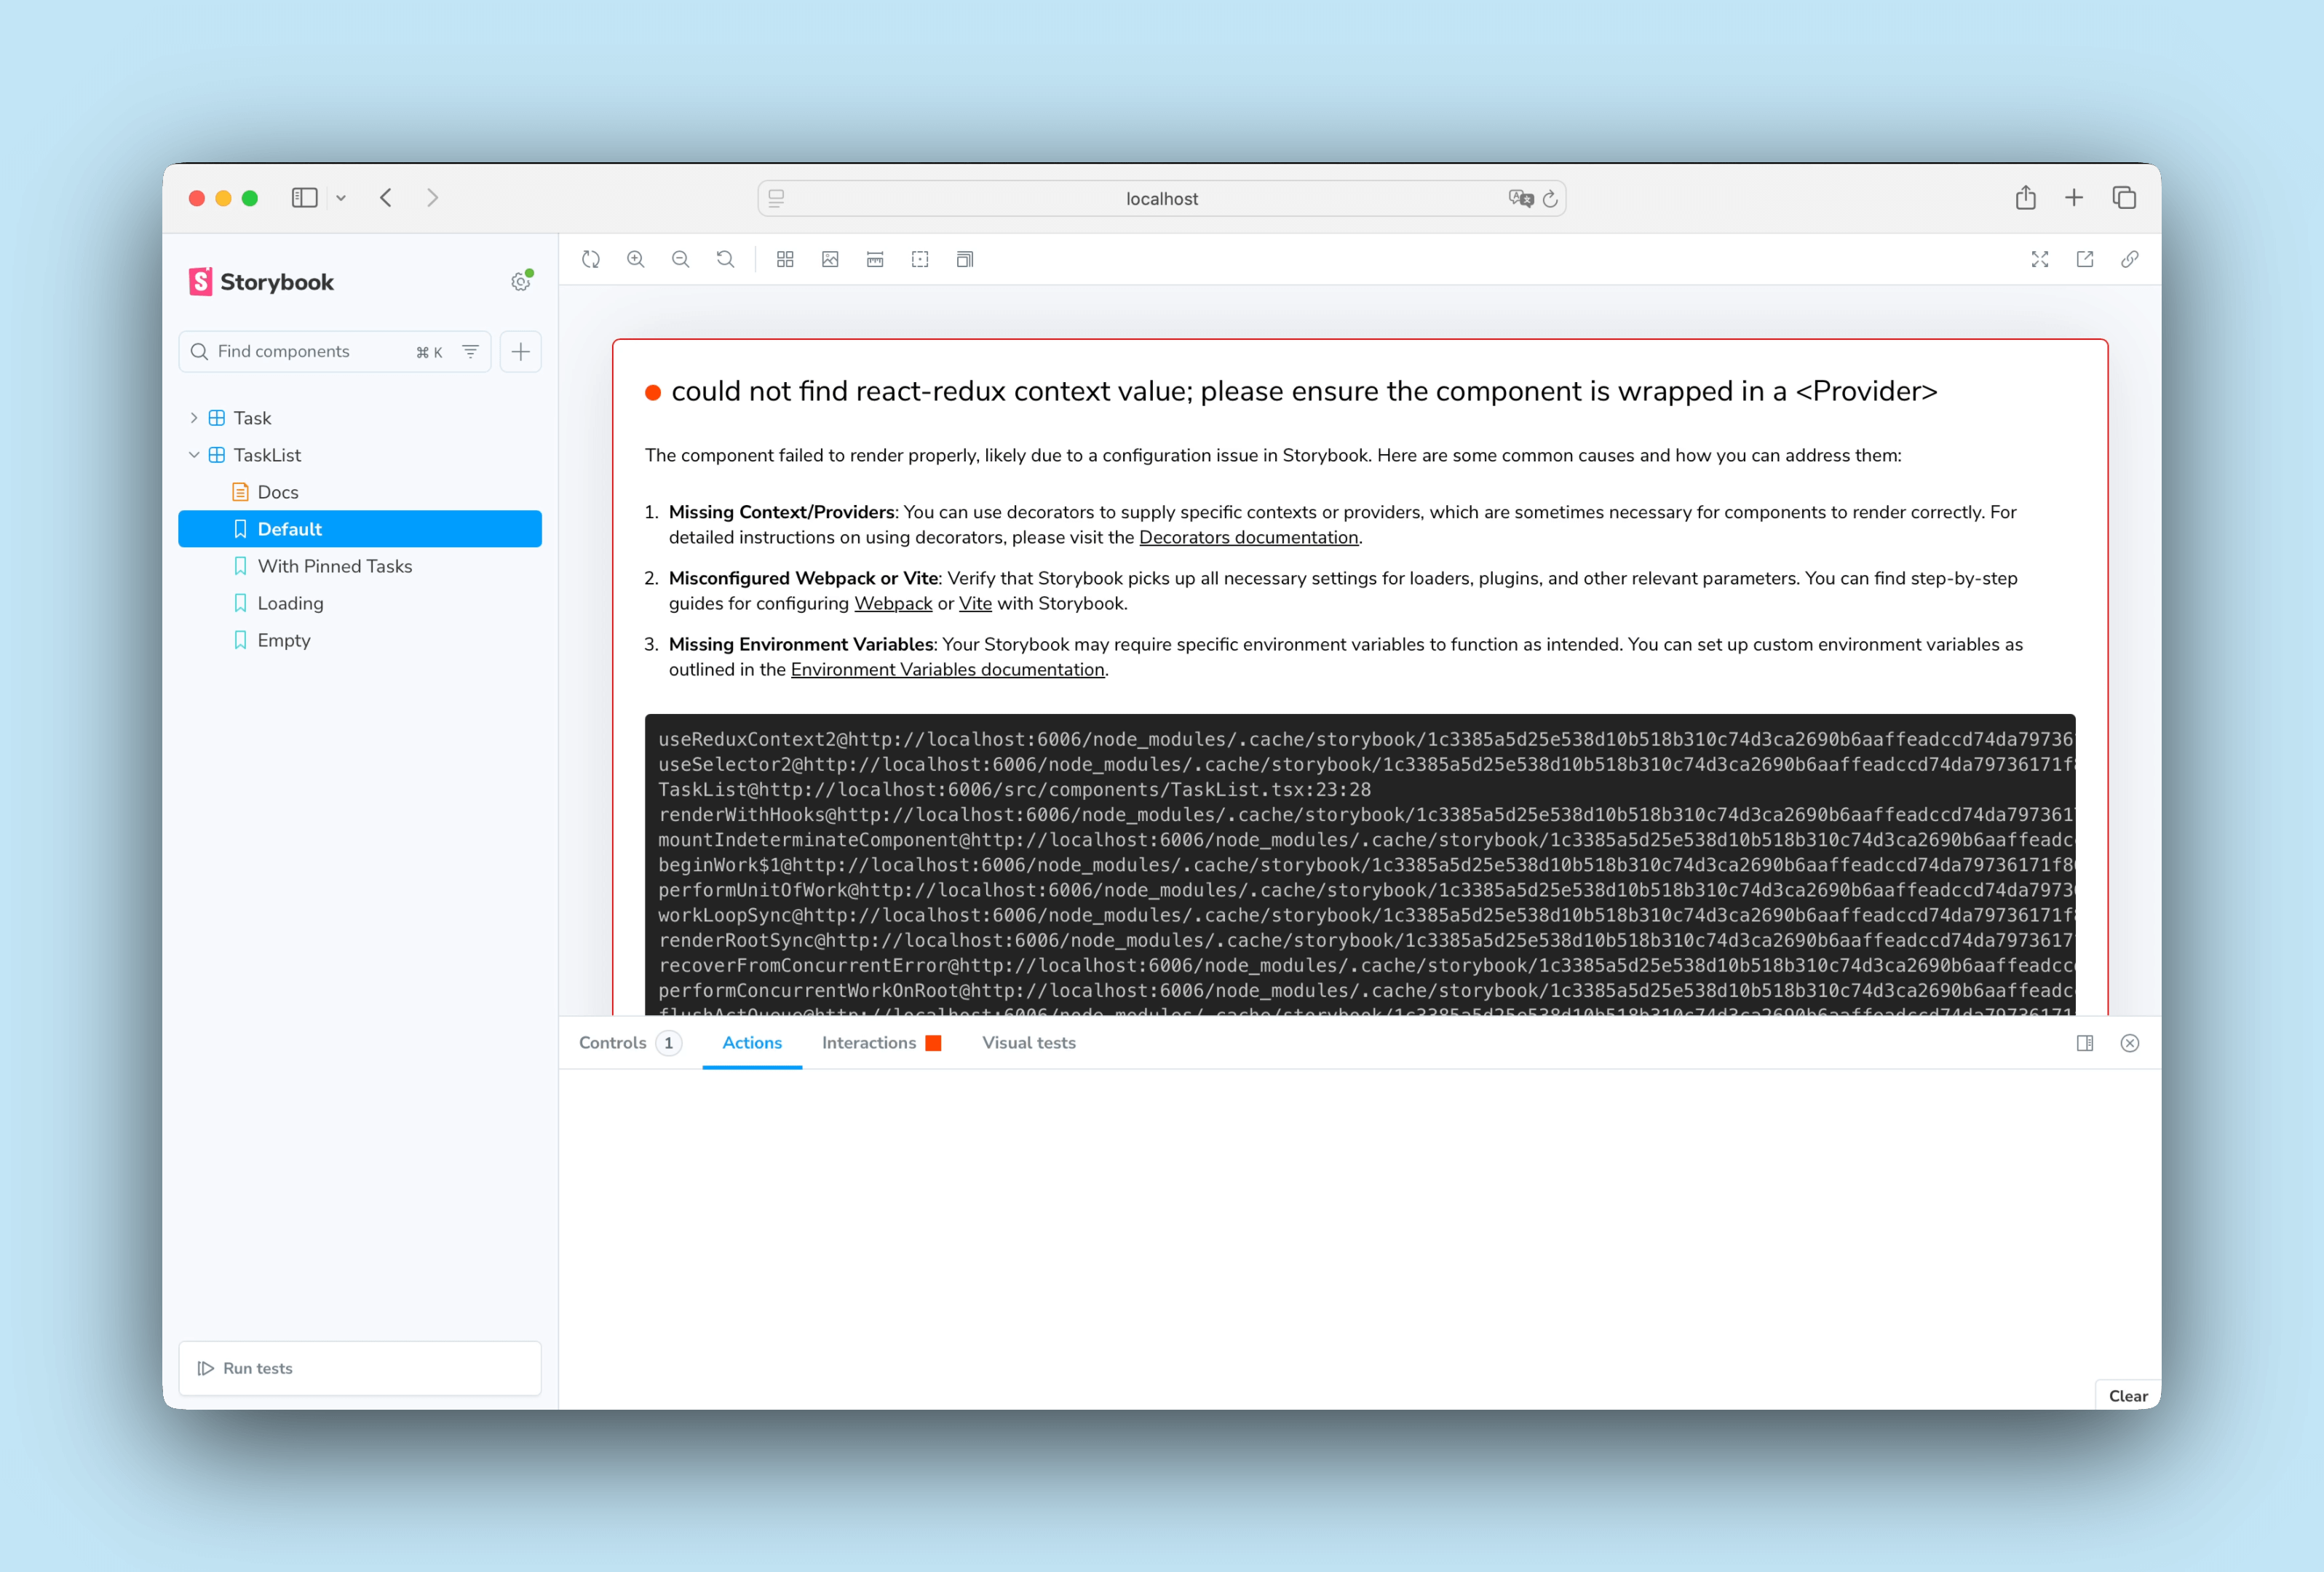 localhost
Storybook
Find components
⌘ K
Task
TaskList
Docs
Default
With Pinned Tasks
Loading
Empty
Run tests
could not find react-redux context value; please ensure the component is wrapped in a <Provider>
The component failed to render properly, likely due to a configuration issue in Storybook. Here are some common causes and how you can address them:
1. Missing Context/Providers: You can use decorators to supply specific contexts or providers, which are sometimes necessary for components to render correctly. For
detailed instructions on using decorators, please visit the Decorators documentation.
2. Misconfigured Webpack or Vite: Verify that Storybook picks up all necessary settings for loaders, plugins, and other relevant parameters. You can find step-by-step
guides for configuring Webpack or Vite with Storybook.
3. Missing Environment Variables: Your Storybook may require specific environment variables to function as intended. You can set up custom environment variables as
outlined in the Environment Variables documentation.
useReduxContext2@http://localhost:6006/node_modules/.cache/storybook/1c3385a5d25e538d10b518b310c74d3ca2690b6aaffeadccd74da79736
useSelector2@http://localhost:6006/node_modules/.cache/storybook/1c3385a5d25e538d10b518b310c74d3ca2690b6aaffeadccd74da79736171f8
TaskList@http://localhost:6006/src/components/TaskList.tsx:23:28
renderWithHooks@http://localhost:6006/node_modules/.cache/storybook/1c3385a5d25e538d10b518b310c74d3ca2690b6aaffeadccd74da797361
mountIndeterminateComponent@http://localhost:6006/node_modules/.cache/storybook/1c3385a5d25e538d10b518b310c74d3ca2690b6aaffeadc
beginWork$1@http://localhost:6006/node_modules/.cache/storybook/1c3385a5d25e538d10b518b310c74d3ca2690b6aaffeadccd74da79736171f8
performUnitOfWork@http://localhost:6006/node_modules/.cache/storybook/1c3385a5d25e538d10b518b310c74d3ca2690b6aaffeadccd74da7973
workLoopSync@http://localhost:6006/node_modules/.cache/storybook/1c3385a5d25e538d10b518b310c74d3ca2690b6aaffeadccd74da79736171f8
renderRootSync@http://localhost:6006/node_modules/.cache/storybook/1c3385a5d25e538d10b518b310c74d3ca2690b6aaffeadccd74da7973617
recoverFromConcurrentError@http://localhost:6006/node_modules/.cache/storybook/1c3385a5d25e538d10b518b310c74d3ca2690b6aaffeadcc
performConcurrentWorkOnRoot@http://localhost:6006/node_modules/.cache/storybook/1c3385a5d25e538d10b518b310c74d3ca2690b6aaffeadc
Controls 1 Actions Interactions Visual tests
Clear